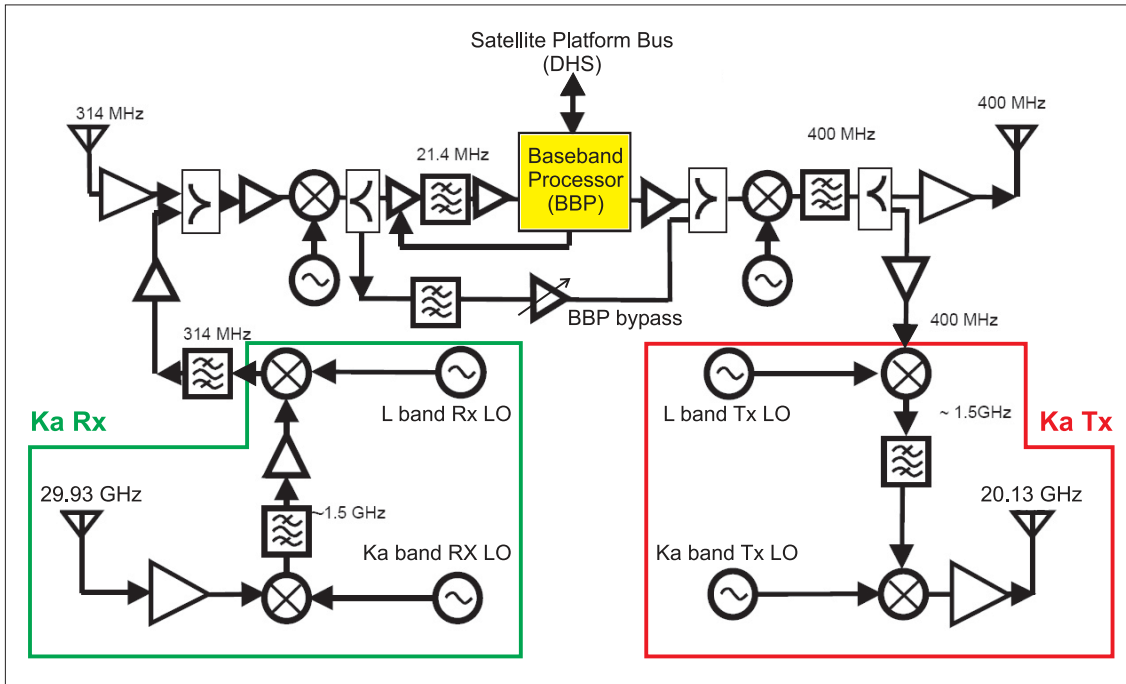 Satellite Platform Bus
(DHS)
314 MHz
400 MHz
400 MHz
21.4 MHz
Baseband
Processor
(BBP)
BBP bypass
314 MHz
400 MHz
Ka Rx
L band Rx LO
L band Tx LO
~ 1.5GHz
Ka Tx
29.93 GHz
~1.5 GHz
Ka band RX LO
Ka band Tx LO
20.13 GHz